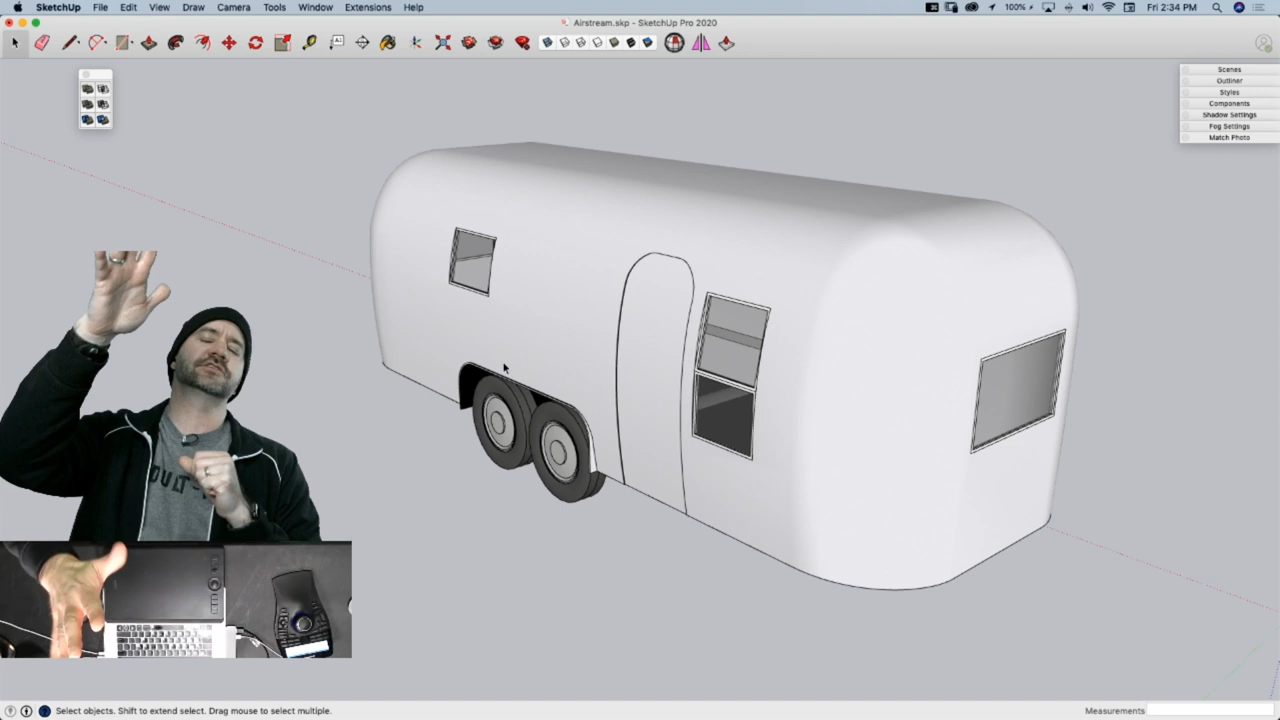 SketchUp File Edit View Draw Camera Tools Window Extensions Help
100% Fri 2:34 PM
Airstream.skp - SketchUp Pro 2020
Scenes
Outliner
Styles
Components
Shadow Settings
Fog Settings
Match Photo
Select objects. Shift to extend select. Drag mouse to select multiple.
Measurements